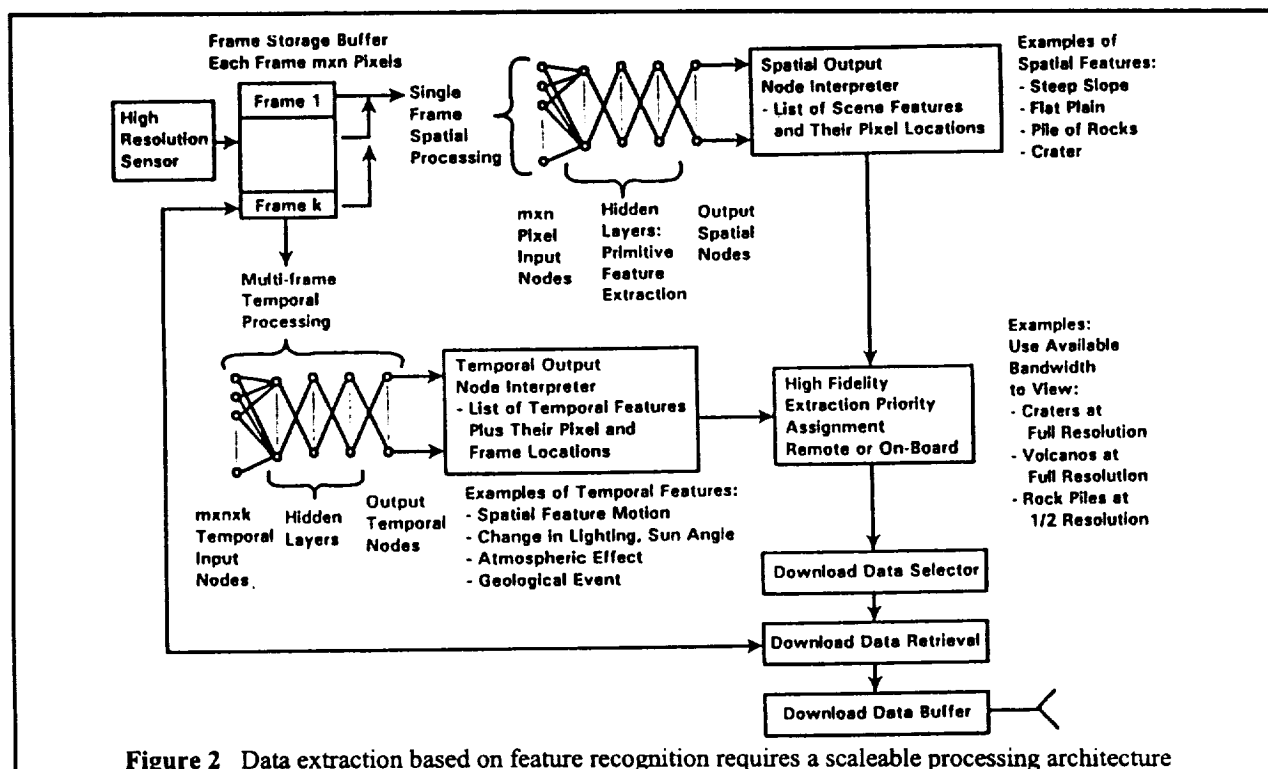 Frame Storage Buffer
Each Frame mxn Pixels
Frame 1
Frame k
High
Resolution
Sensor
Single
Frame
Spatial
Processing
mxn
Pixel
Input
Nodes
Hidden
Layers:
Primitive
Feature
Extraction
Output
Spatial
Nodes
Spatial Output
Node Interpreter
- List of Scene Features
and Their Pixel Locations
Examples of
Spatial Features:
- Steep Slope
- Flat Plain
- Pile of Rocks
- Crater
Multi-frame
Temporal
Processing
mxnxk
Temporal
Input
Nodes
Hidden
Layers
Output
Temporal
Nodes
Temporal Output
Node Interpreter
- List of Temporal Features
Plus Their Pixel and
Frame Locations
Examples of Temporal Features:
- Spatial Feature Motion
- Change in Lighting, Sun Angle
- Atmospheric Effect
- Geological Event
High Fidelity
Extraction Priority
Assignment
Remote or On-Board
Examples:
Use Available
Bandwidth
to View:
- Craters at
Full Resolution
- Volcanos at
Full Resolution
- Rock Piles at
1/2 Resolution
Download Data Selector
Download Data Retrieval
Download Data Buffer
Figure 2 Data extraction based on feature recognition requires a scaleable processing architecture